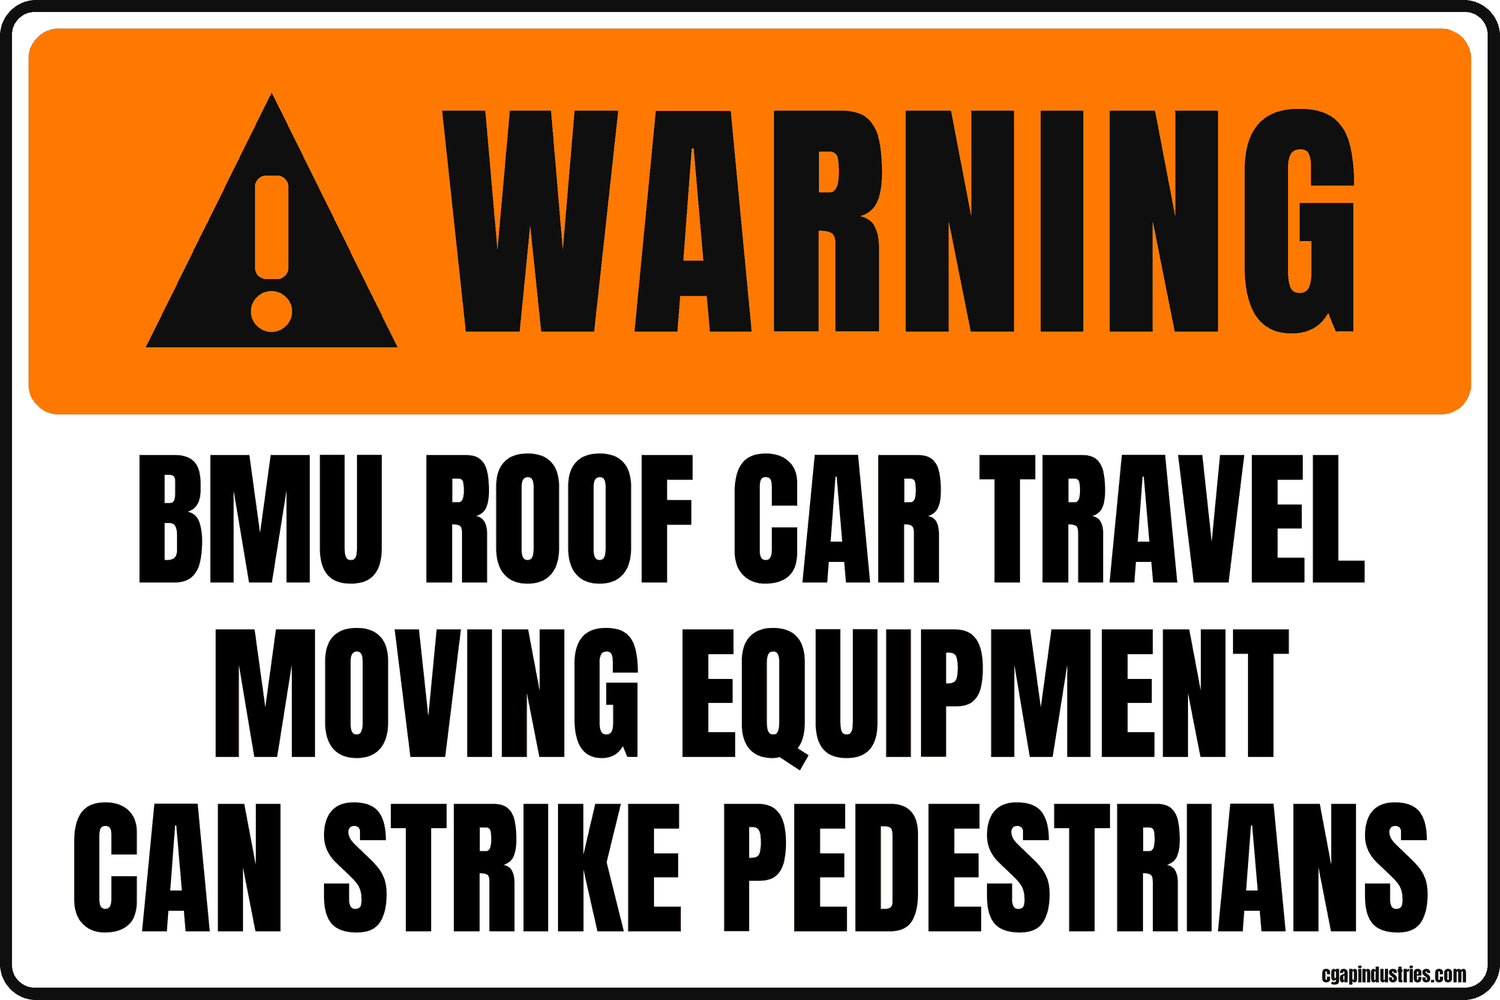 WARNING
BMU ROOF CAR TRAVEL
MOVING EQUIPMENT
CAN STRIKE PEDESTRIANS
cgapindustries.com